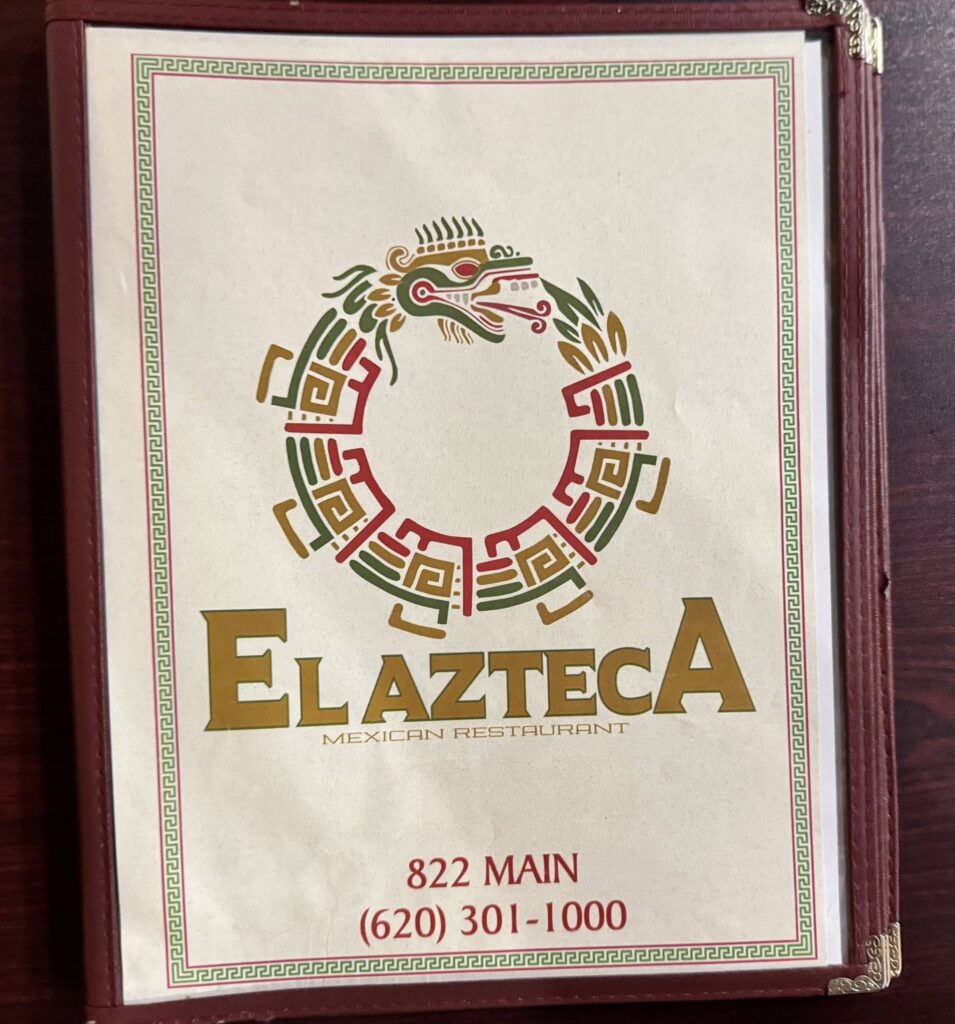 EL AZTECA
MEXICAN RESTAURANT
822 MAIN
(620) 301-1000